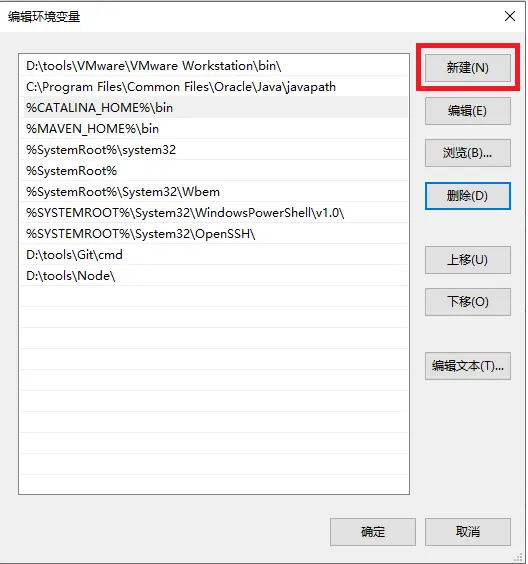 编辑环境变量
D:\tools\VMware\VMware Workstation\bin\
C:\Program Files\Common Files\Oracle\Java\javapath
%CATALINA_HOME%\bin
%MAVEN_HOME%\bin
%SystemRoot%\system32
%SystemRoot%
%SystemRoot%\System32\Wbem
%SYSTEMROOT%\System32\WindowsPowerShell\v1.0\
%SYSTEMROOT%\System32\OpenSSH\
D:\tools\Git\cmd
D:\tools\Node\
新建(N)
编辑(E)
浏览(B)...
删除(D)
上移(U)
下移(O)
编辑文本(T)...
确定
取消